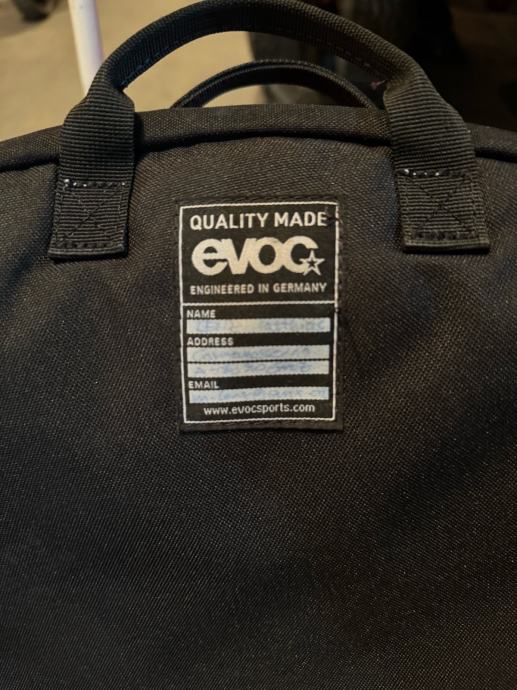 QUALITY MADE
evoc
ENGINEERED IN GERMANY
NAME
ADDRESS
EMAIL
www.evocsports.com